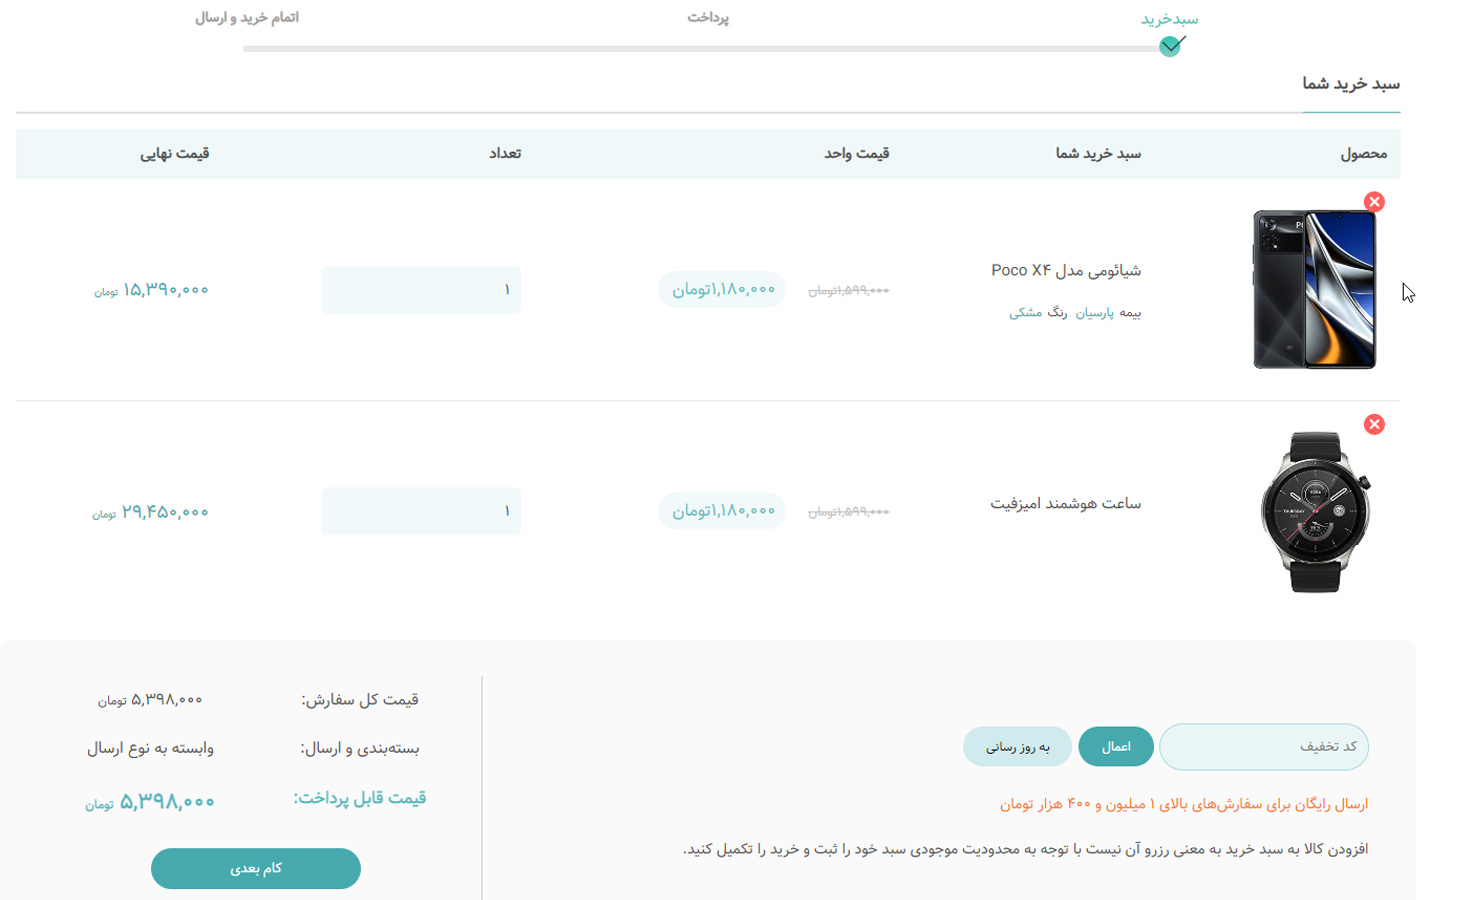 سبدخرید
پرداخت
اتمام خرید و ارسال
سبد خرید شما
محصول سبد خرید شما قیمت واحد تعداد قیمت نهایی
شیائومی مدل Poco X۴
بیمه پارسیان رنگ مشکی
۱,۵۹۹,۰۰۰تومان ۱,۱۸۰,۰۰۰تومان ۱ ۱۵,۳۹۰,۰۰۰ تومان
ساعت هوشمند امیزفیت
۱,۵۹۹,۰۰۰تومان ۱,۱۸۰,۰۰۰تومان ۱ ۲۹,۴۵۰,۰۰۰ تومان
کد تخفیف اعمال به روز رسانی
ارسال رایگان برای سفارش‌های بالای ۱ میلیون و ۴۰۰ هزار تومان
افزودن کالا به سبد خرید به معنی رزرو آن نیست با توجه به محدودیت موجودی سبد خود را ثبت و خرید را تکمیل کنید.
قیمت کل سفارش: ۵,۳۹۸,۰۰۰ تومان
بسته‌بندی و ارسال: وابسته به نوع ارسال
قیمت قابل پرداخت: ۵,۳۹۸,۰۰۰ تومان
کام بعدی